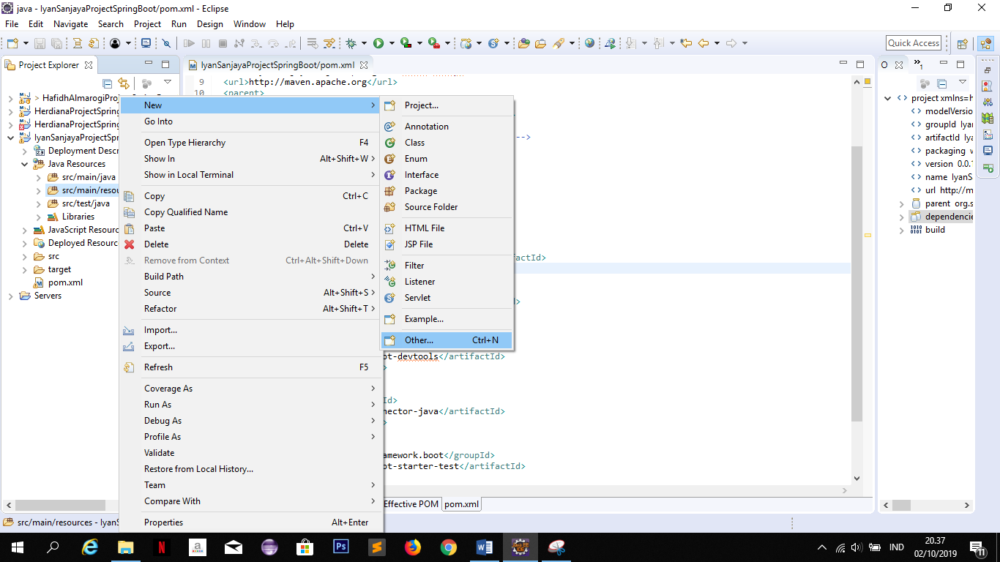 java - IyanSanjayaProjectSpringBoot/pom.xml - Eclipse
File Edit Navigate Search Project Run Design Window Help
Quick Access
Project Explorer
> HafidhAlmarogiPro
HerdianaProjectSpring
HerdianaProjectSpring
IyanSanjayaProjectSpr
Deployment Descr
Java Resources
src/main/java
src/main/resou
src/test/java
Libraries
JavaScript Resourc
Deployed Resourc
src
target
pom.xml
Servers
New
Go Into
Open Type Hierarchy F4
Show In Alt+Shift+W
Show in Local Terminal
Copy Ctrl+C
Copy Qualified Name
Paste Ctrl+V
Delete Delete
Remove from Context Ctrl+Alt+Shift+Down
Build Path
Source Alt+Shift+S
Refactor Alt+Shift+T
Import...
Export...
Refresh F5
Coverage As
Run As
Debug As
Profile As
Validate
Restore from Local History...
Team
Compare With
Properties Alt+Enter
Project...
Annotation
Class
Enum
Interface
Package
Source Folder
HTML File
JSP File
Filter
Listener
Servlet
Example...
Other... Ctrl+N
IyanSanjayaProjectSpringBoot/pom.xml
9 <url>http://maven.apache.org</url>
10 <parent>
-->
factId>
d>
ot-devtools</artifactId>
>
Id>
nector-java</artifactId>
>
amework.boot</groupId>
ot-starter-test</artifactId>
Effective POM pom.xml
O
project xmlns=h
modelVersio
groupId Iyar
artifactId Iya
packaging w
version 0.0.1
name IyanS
url http://m
parent org.s
dependencie
build
src/main/resources - IyanS
IND
20.37
02/10/2019
11